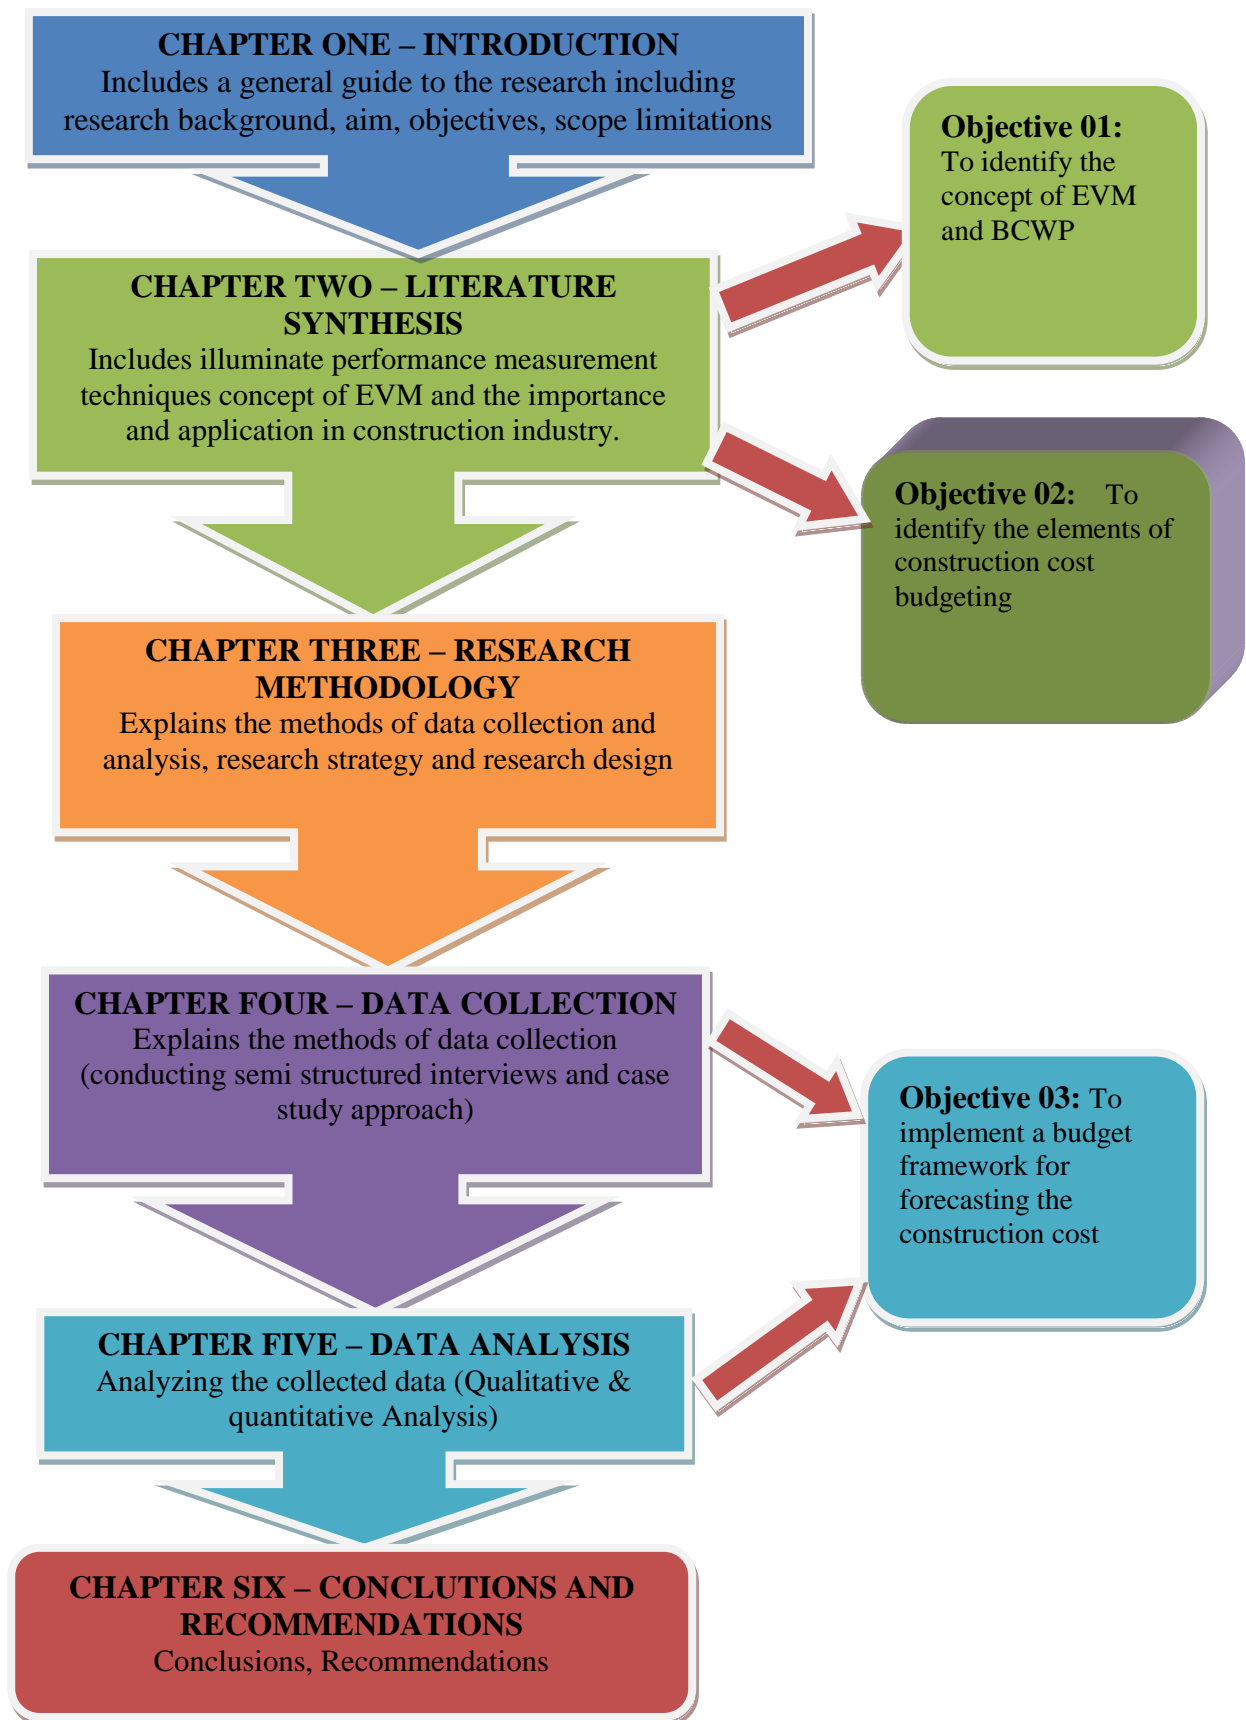 CHAPTER ONE – INTRODUCTION
Includes a general guide to the research including
research background, aim, objectives, scope limitations
Objective 01:
To identify the
concept of EVM
and BCWP
CHAPTER TWO – LITERATURE
SYNTHESIS
Includes illuminate performance measurement
techniques concept of EVM and the importance
and application in construction industry.
Objective 02: To
identify the elements of
construction cost
budgeting
CHAPTER THREE – RESEARCH
METHODOLOGY
Explains the methods of data collection and
analysis, research strategy and research design
CHAPTER FOUR – DATA COLLECTION
Explains the methods of data collection
(conducting semi structured interviews and case
study approach)
Objective 03: To
implement a budget
framework for
forecasting the
construction cost
CHAPTER FIVE – DATA ANALYSIS
Analyzing the collected data (Qualitative &
quantitative Analysis)
CHAPTER SIX – CONCLUTIONS AND
RECOMMENDATIONS
Conclusions, Recommendations